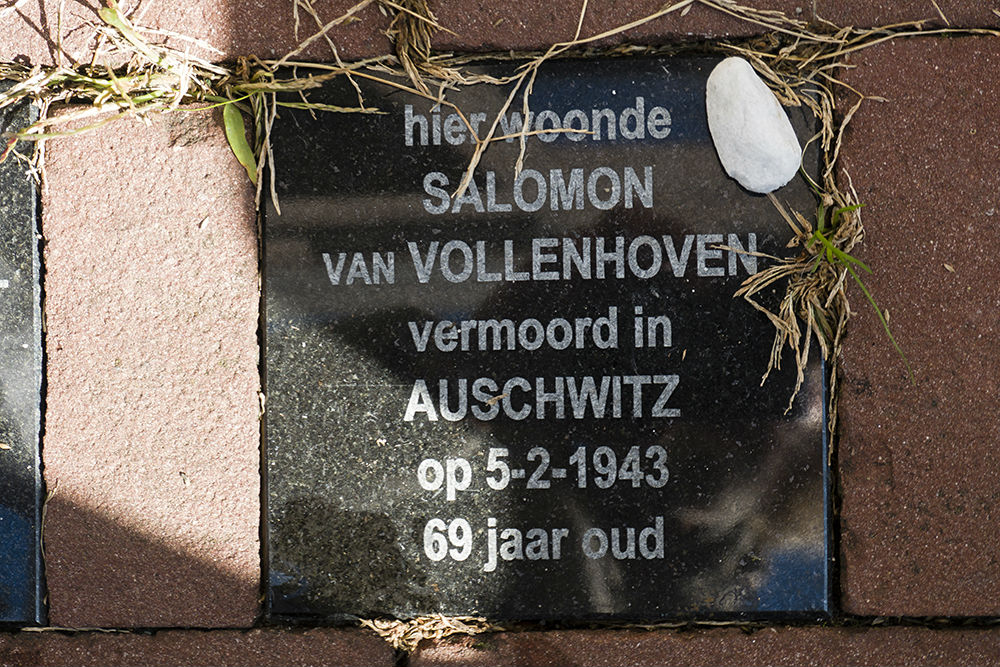 hier woonde
SALOMON
VAN VOLLENHOVEN
vermoord in
AUSCHWITZ
op 5-2-1943
69 jaar oud